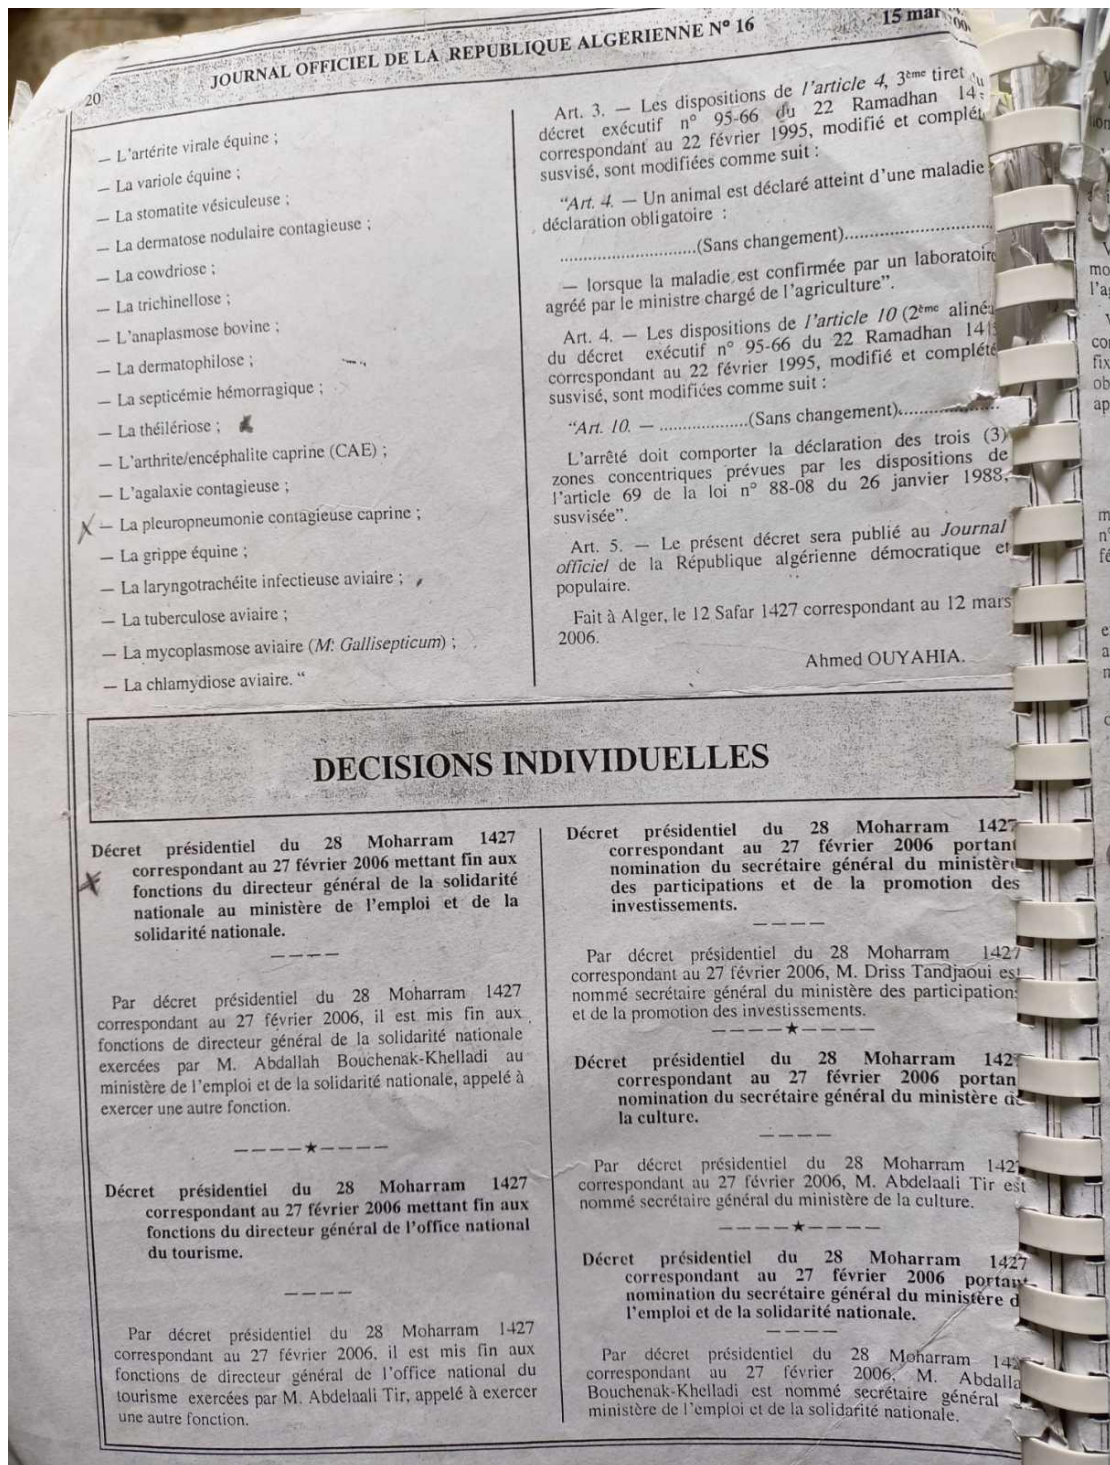 20
JOURNAL OFFICIEL DE LA REPUBLIQUE ALGERIENNE N° 16
15 mar
— L'artérite virale équine ;
— La variole équine ;
— La stomatite vésiculeuse ;
— La dermatose nodulaire contagieuse ;
— La cowdriose ;
— La trichinellose ;
— L'anaplasmose bovine ;
— La dermatophilose ;
— La septicémie hémorragique ;
— La théilériose ;
— L'arthrite/encéphalite caprine (CAE) ;
— L'agalaxie contagieuse ;
— La pleuropneumonie contagieuse caprine ;
— La grippe équine ;
— La laryngotrachéite infectieuse aviaire ;
— La tuberculose aviaire ;
— La mycoplasmose aviaire (M: Gallisepticum) ;
— La chlamydiose aviaire. “
Art. 3. — Les dispositions de l'article 4, 3ème tiret
décret exécutif n° 95-66 du 22 Ramadhan 14
correspondant au 22 février 1995, modifié et complét
susvisé, sont modifiées comme suit :
“Art. 4. — Un animal est déclaré atteint d'une maladie
déclaration obligatoire :
..............................(Sans changement)..............................
— lorsque la maladie est confirmée par un laboratoire
agréé par le ministre chargé de l'agriculture”.
Art. 4. — Les dispositions de l'article 10 (2ème alinéa
du décret exécutif n° 95-66 du 22 Ramadhan 1415
correspondant au 22 février 1995, modifié et complété
susvisé, sont modifiées comme suit :
“Art. 10. — ...................(Sans changement)...................
L'arrêté doit comporter la déclaration des trois (3)
zones concentriques prévues par les dispositions de
l'article 69 de la loi n° 88-08 du 26 janvier 1988,
susvisée”.
Art. 5. — Le présent décret sera publié au Journal
officiel de la République algérienne démocratique et
populaire.
Fait à Alger, le 12 Safar 1427 correspondant au 12 mars
2006.
Ahmed OUYAHIA.
DECISIONS INDIVIDUELLES
Décret présidentiel du 28 Moharram 1427
correspondant au 27 février 2006 mettant fin aux
fonctions du directeur général de la solidarité
nationale au ministère de l'emploi et de la
solidarité nationale.
Par décret présidentiel du 28 Moharram 1427
correspondant au 27 février 2006, il est mis fin aux
fonctions de directeur général de la solidarité nationale
exercées par M. Abdallah Bouchenak-Khelladi au
ministère de l'emploi et de la solidarité nationale, appelé à
exercer une autre fonction.
Décret présidentiel du 28 Moharram 1427
correspondant au 27 février 2006 mettant fin aux
fonctions du directeur général de l'office national
du tourisme.
Par décret présidentiel du 28 Moharram 1427
correspondant au 27 février 2006, il est mis fin aux
fonctions de directeur général de l'office national du
tourisme exercées par M. Abdelaali Tir, appelé à exercer
une autre fonction.
Décret présidentiel du 28 Moharram 1427
correspondant au 27 février 2006 portant
nomination du secrétaire général du ministère
des participations et de la promotion des
investissements.
Par décret présidentiel du 28 Moharram 1427
correspondant au 27 février 2006, M. Driss Tandjaoui est
nommé secrétaire général du ministère des participations
et de la promotion des investissements.
Décret présidentiel du 28 Moharram 142
correspondant au 27 février 2006 portan
nomination du secrétaire général du ministère de
la culture.
Par décret présidentiel du 28 Moharram 142
correspondant au 27 février 2006, M. Abdelaali Tir est
nommé secrétaire général du ministère de la culture.
Décret présidentiel du 28 Moharram 1427
correspondant au 27 février 2006 portant
nomination du secrétaire général du ministère d
l'emploi et de la solidarité nationale.
Par décret présidentiel du 28 Moharram 142
correspondant au 27 février 2006, M. Abdalla
Bouchenak-Khelladi est nommé secrétaire général
ministère de l'emploi et de la solidarité nationale.